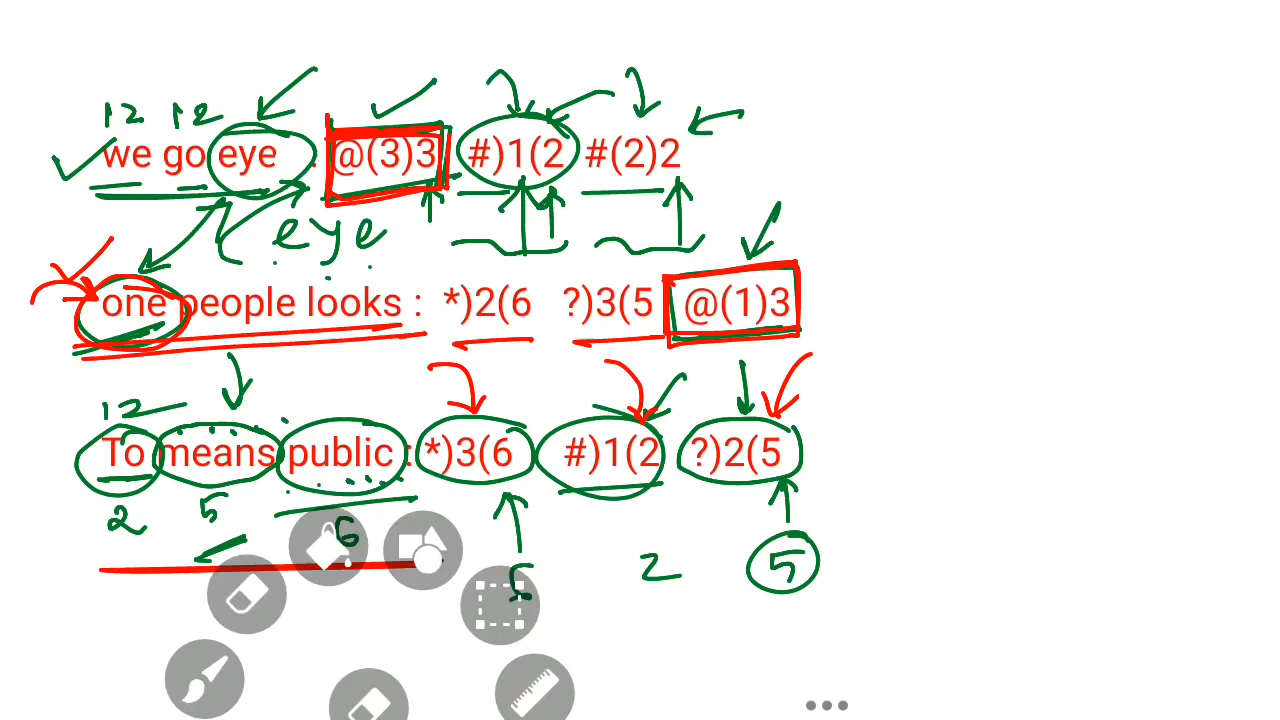 12 12
we go eye : @(3)3 #)1(2 #(2)2
eye
one people looks : *)2(6 ?)3(5 @(1)3
12
To means public : *)3(6 #)1(2 ?)2(5
2 5 6
5 2 5